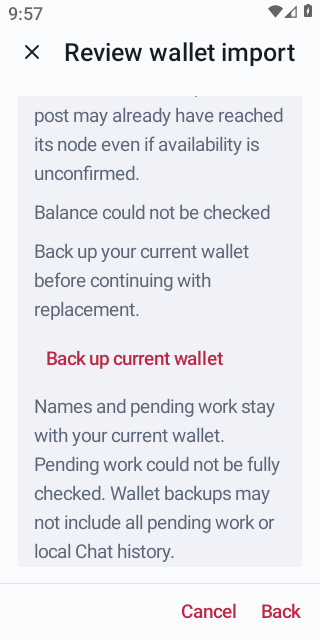 9:57
Review wallet import
post may already have reached
its node even if availability is
unconfirmed.
Balance could not be checked
Back up your current wallet
before continuing with
replacement.
Back up current wallet
Names and pending work stay
with your current wallet.
Pending work could not be fully
checked. Wallet backups may
not include all pending work or
local Chat history.
Cancel
Back